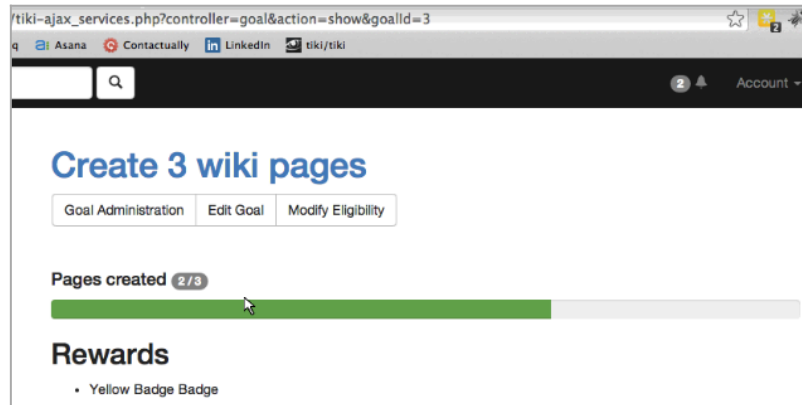 /tiki-ajax_services.php?controller=goal&action=show&goalId=3
2
q Asana Contactually LinkedIn tiki/tiki
2 Account
Create 3 wiki pages
Goal Administration Edit Goal Modify Eligibility
Pages created 2/3
Rewards
• Yellow Badge Badge